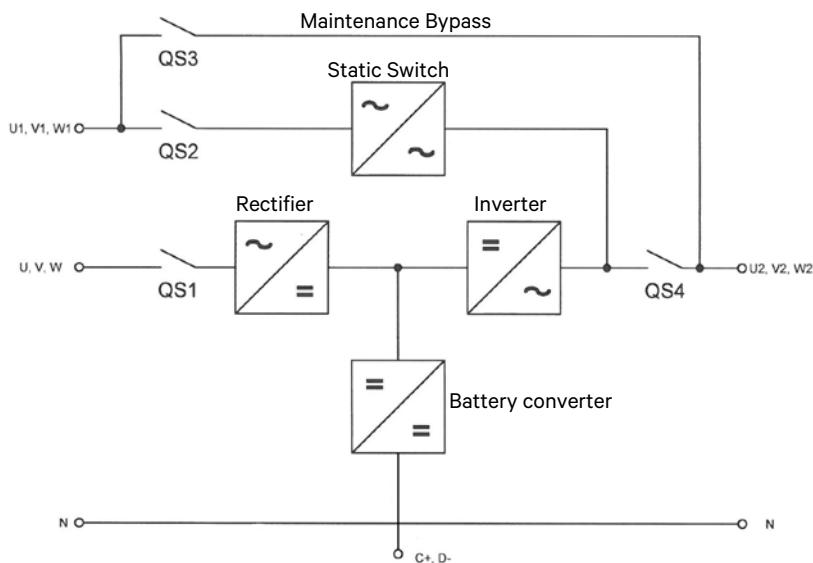 Maintenance Bypass
QS3
Static Switch
U1, V1, W1
QS2
Rectifier
Inverter
U, V, W
QS1
QS4
U2, V2, W2
Battery converter
N
N
C+, D-